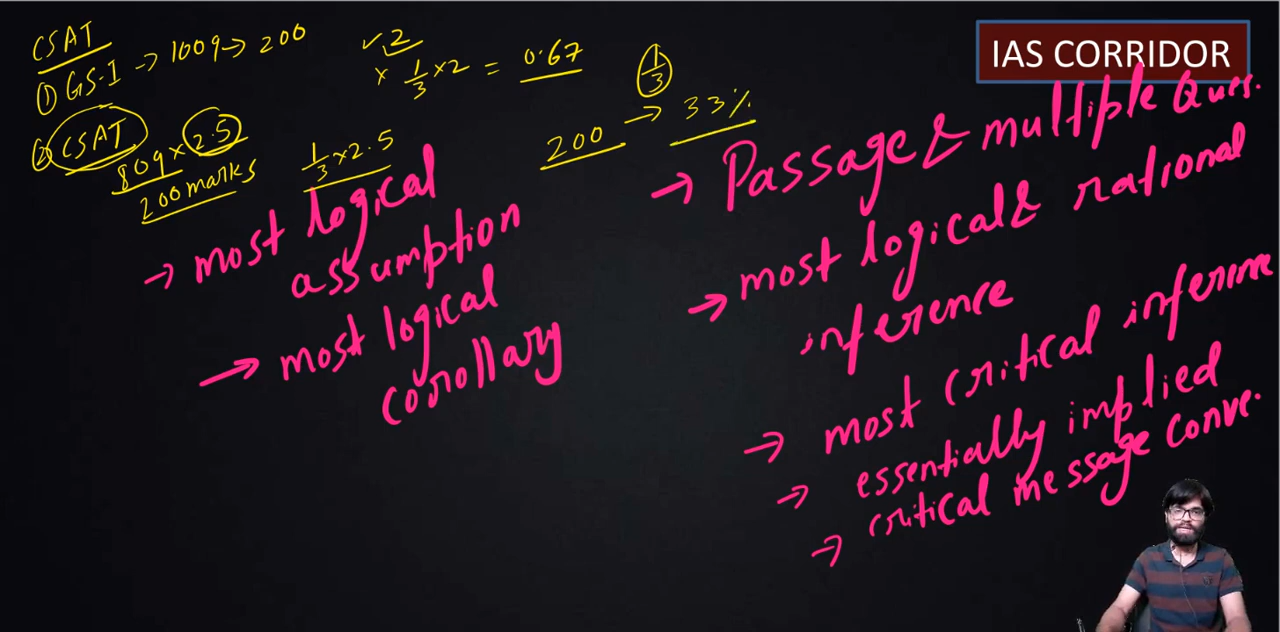 IAS CORRIDOR
CSAT
① GS-I → 100q → 200
✓ 2
× 1/3 × 2 = 0.67
1/3
② CSAT
80q × 2.5
200 marks
1/3 × 2.5
200 → 33%
→ most logical
assumption
→ most logical
corollary
→ Passage & multiple Ques.
→ most logical & rational
inference
→ most critical inference
→ essentially implied
→ critical message conve.